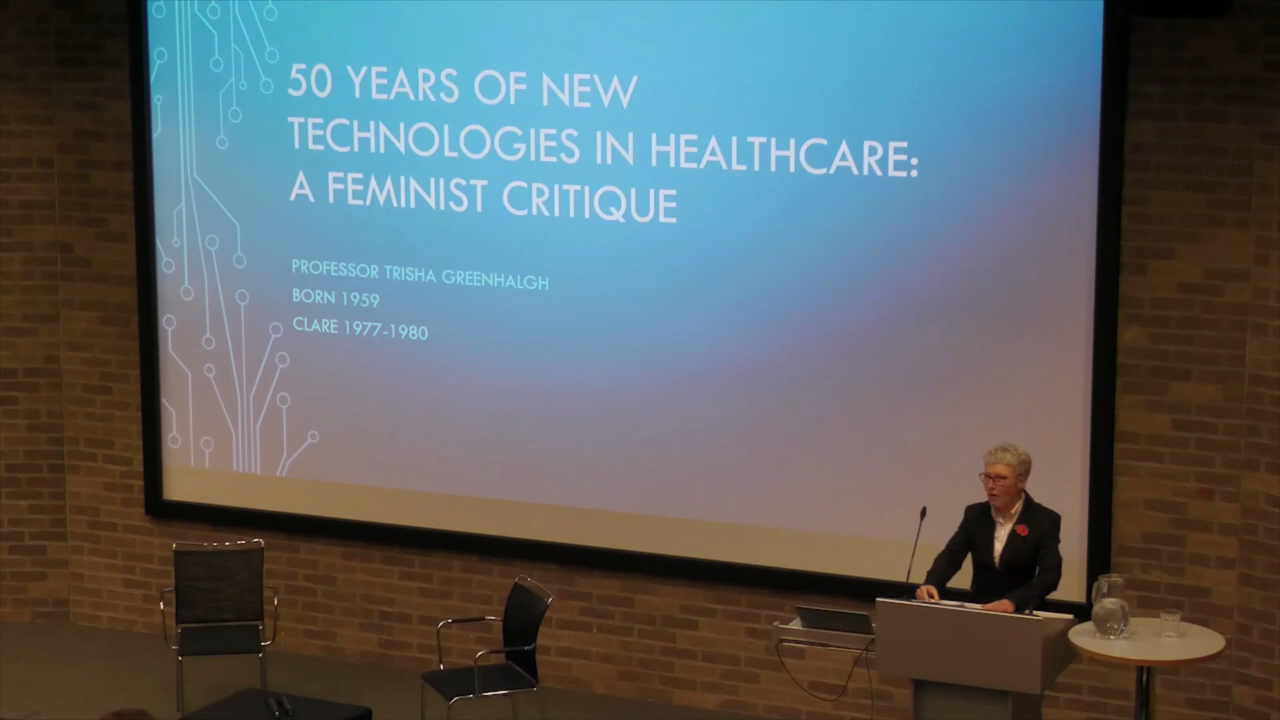 50 YEARS OF NEW
TECHNOLOGIES IN HEALTHCARE:
A FEMINIST CRITIQUE
PROFESSOR TRISHA GREENHALGH
BORN 1959
CLARE 1977-1980